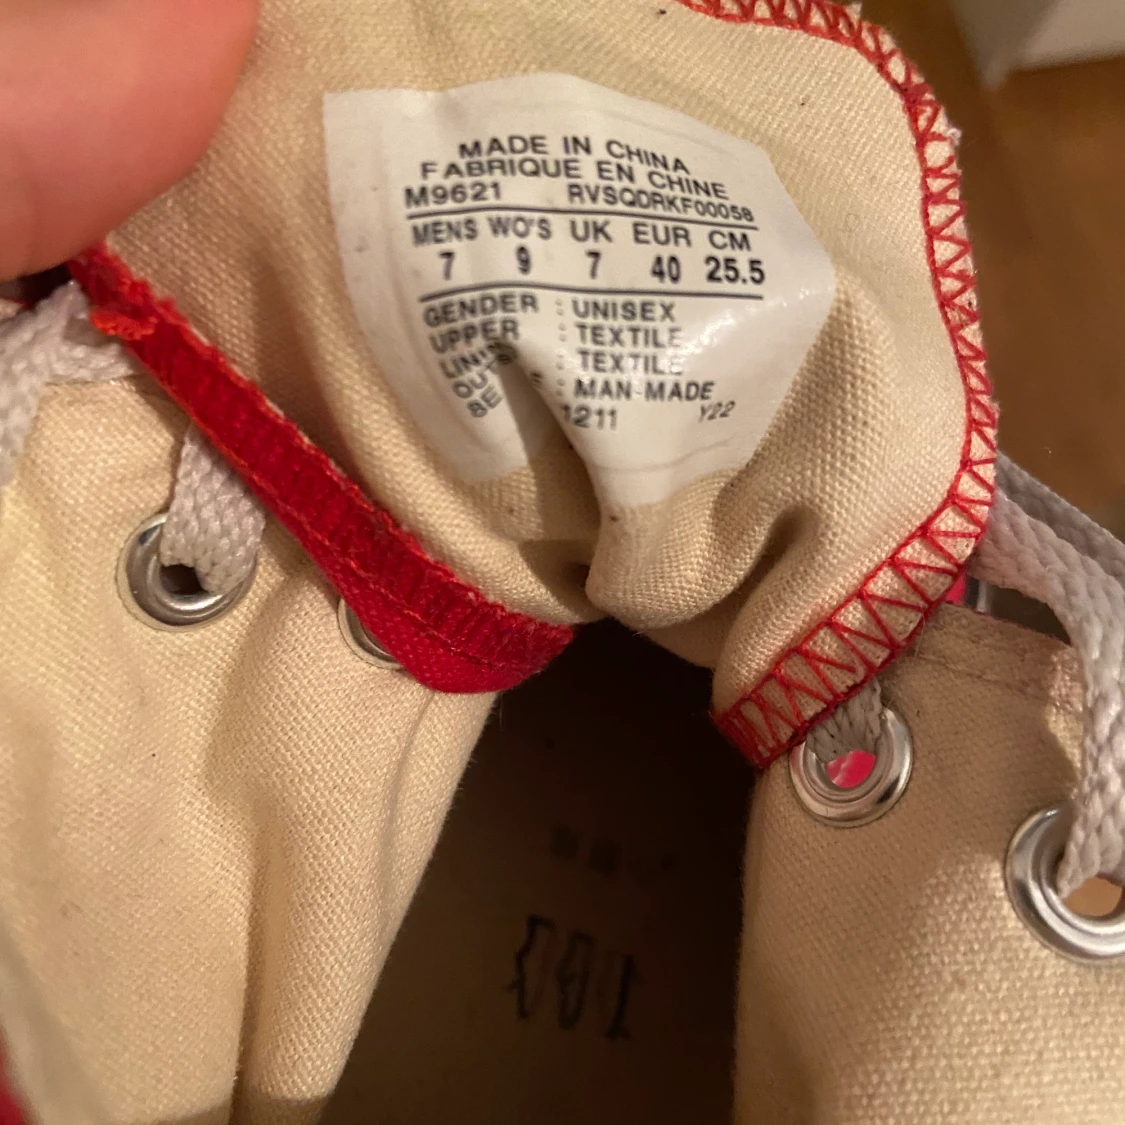 MADE IN CHINA
FABRIQUE EN CHINE
M9621 RVSQDRKF00058
MENS WO'S UK EUR CM
7 9 7 40 25.5
GENDER : UNISEX
UPPER : TEXTILE
: TEXTILE
: MAN-MADE
1211 Y22